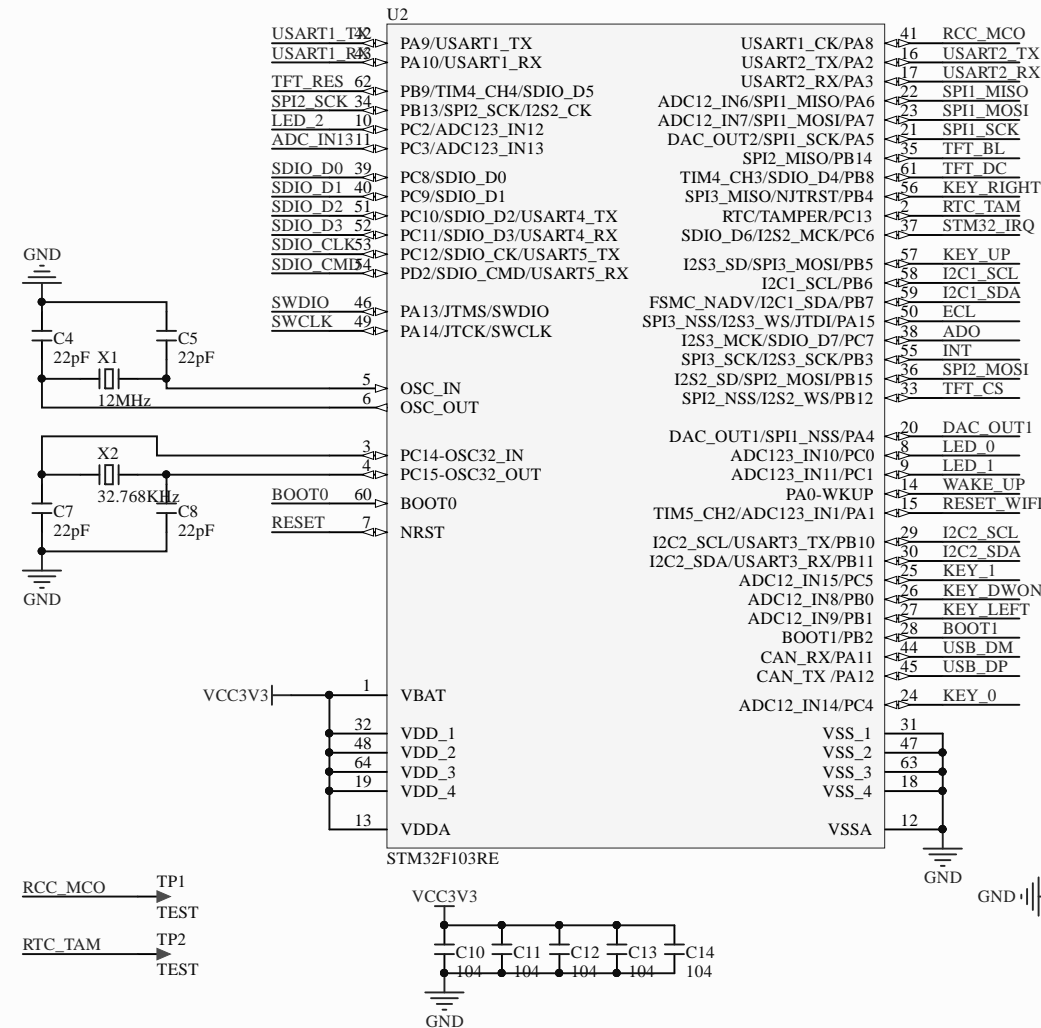 U2
USART1_TX 42 PA9/USART1_TX
USART1_RX 43 PA10/USART1_RX
TFT_RES 62 PB9/TIM4_CH4/SDIO_D5
SPI2_SCK 34 PB13/SPI2_SCK/I2S2_CK
LED_2 10 PC2/ADC123_IN12
ADC_IN13 11 PC3/ADC123_IN13
SDIO_D0 39 PC8/SDIO_D0
SDIO_D1 40 PC9/SDIO_D1
SDIO_D2 51 PC10/SDIO_D2/USART4_TX
SDIO_D3 52 PC11/SDIO_D3/USART4_RX
SDIO_CLK 53 PC12/SDIO_CK/USART5_TX
SDIO_CMD 54 PD2/SDIO_CMD/USART5_RX
SWDIO 46 PA13/JTMS/SWDIO
SWCLK 49 PA14/JTCK/SWCLK
5 OSC_IN
6 OSC_OUT
3 PC14-OSC32_IN
4 PC15-OSC32_OUT
BOOT0 60 BOOT0
RESET 7 NRST
VCC3V3 1 VBAT
32 VDD_1
48 VDD_2
64 VDD_3
19 VDD_4
13 VDDA
USART1_CK/PA8 41 RCC_MCO
USART2_TX/PA2 16 USART2_TX
USART2_RX/PA3 17 USART2_RX
ADC12_IN6/SPI1_MISO/PA6 22 SPI1_MISO
ADC12_IN7/SPI1_MOSI/PA7 23 SPI1_MOSI
DAC_OUT2/SPI1_SCK/PA5 21 SPI1_SCK
SPI2_MISO/PB14 35 TFT_BL
TIM4_CH3/SDIO_D4/PB8 61 TFT_DC
SPI3_MISO/NJTRST/PB4 56 KEY_RIGHT
RTC/TAMPER/PC13 2 RTC_TAM
SDIO_D6/I2S2_MCK/PC6 37 STM32_IRQ
I2S3_SD/SPI3_MOSI/PB5 57 KEY_UP
I2C1_SCL/PB6 58 I2C1_SCL
FSMC_NADV/I2C1_SDA/PB7 59 I2C1_SDA
SPI3_NSS/I2S3_WS/JTDI/PA15 50 ECL
I2S3_MCK/SDIO_D7/PC7 38 ADO
SPI3_SCK/I2S3_SCK/PB3 55 INT
I2S2_SD/SPI2_MOSI/PB15 36 SPI2_MOSI
SPI2_NSS/I2S2_WS/PB12 33 TFT_CS
DAC_OUT1/SPI1_NSS/PA4 20 DAC_OUT1
ADC123_IN10/PC0 8 LED_0
ADC123_IN11/PC1 9 LED_1
PA0-WKUP 14 WAKE_UP
TIM5_CH2/ADC123_IN1/PA1 15 RESET_WIFI
I2C2_SCL/USART3_TX/PB10 29 I2C2_SCL
I2C2_SDA/USART3_RX/PB11 30 I2C2_SDA
ADC12_IN15/PC5 25 KEY_1
ADC12_IN8/PB0 26 KEY_DWON
ADC12_IN9/PB1 27 KEY_LEFT
BOOT1/PB2 28 BOOT1
CAN_RX/PA11 44 USB_DM
CAN_TX /PA12 45 USB_DP
ADC12_IN14/PC4 24 KEY_0
VSS_1 31
VSS_2 47
VSS_3 63
VSS_4 18
VSSA 12
GND
STM32F103RE
GND
C4
22pF
C5
22pF
X1
12MHz
X2
32.768KHz
C7
22pF
C8
22pF
GND
RCC_MCO TP1
TEST
RTC_TAM TP2
TEST
VCC3V3
C10 C11 C12 C13 C14
104 104 104 104 104
GND
GND